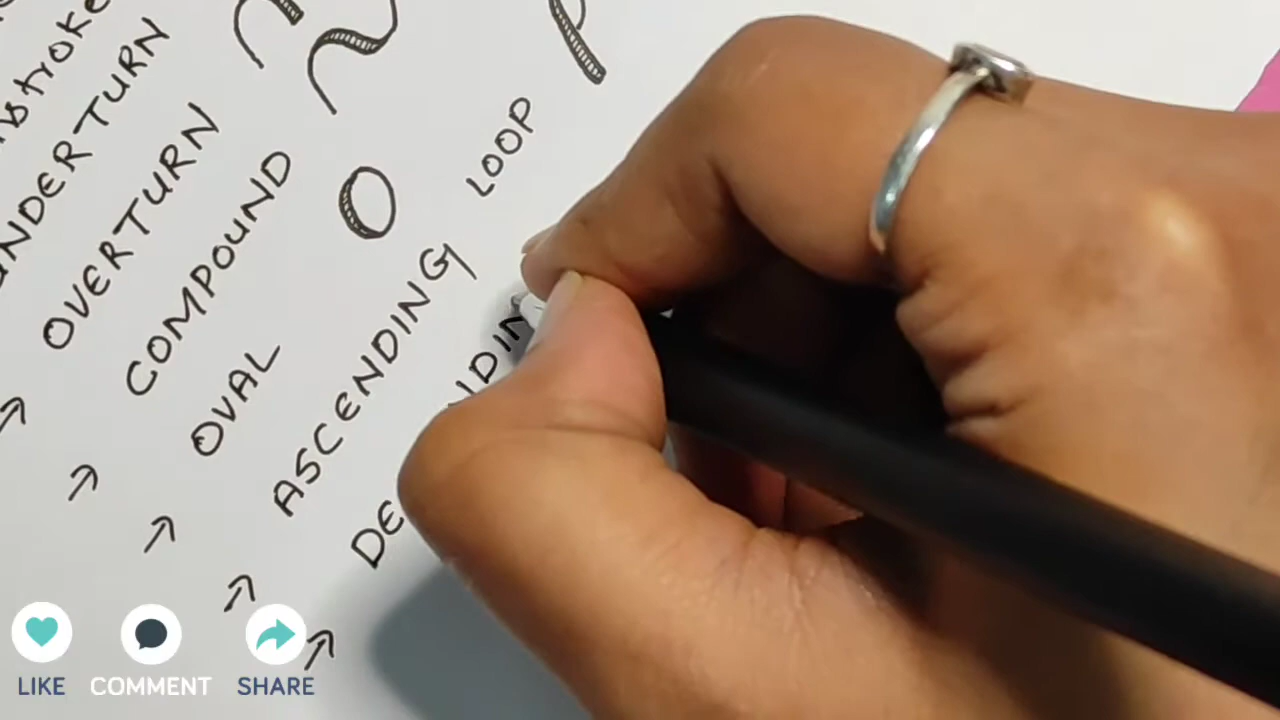 UNDERTURN
OVERTURN
COMPOUND
OVAL
ASCENDING LOOP
LIKE COMMENT SHARE